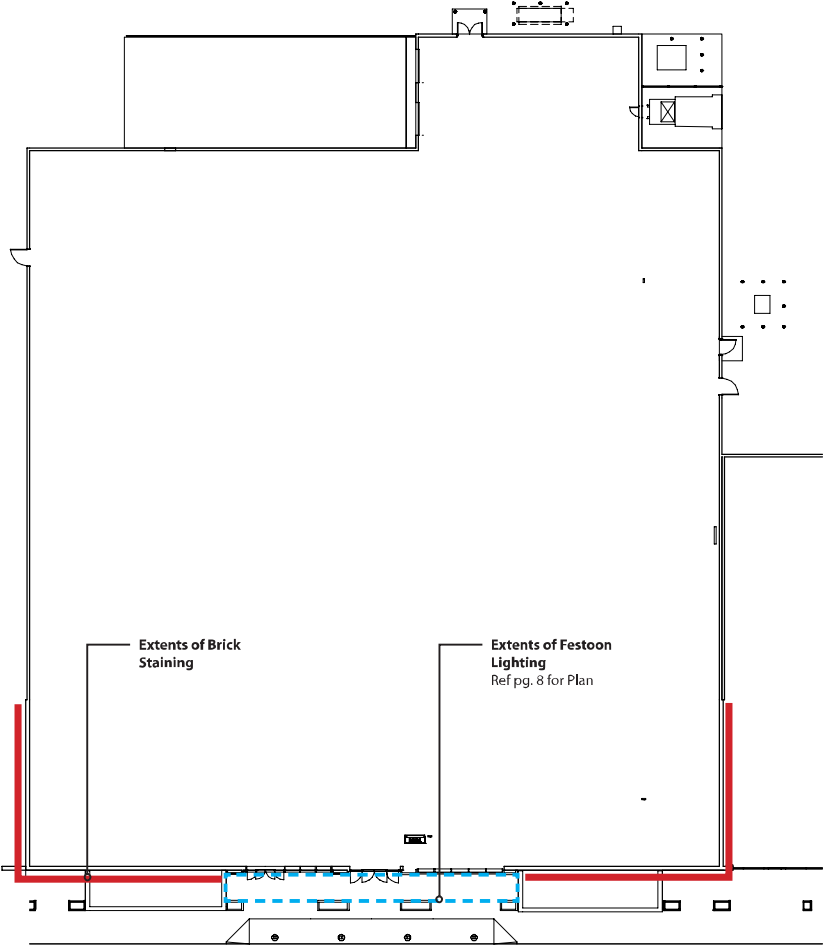 Extents of Brick
Staining
Extents of Festoon
Lighting
Ref pg. 8 for Plan